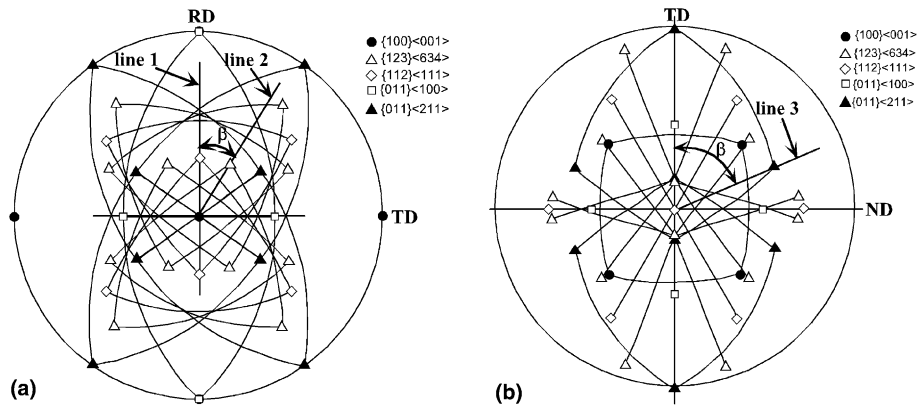 RD
line 1
line 2
β
TD
{100}<001>
{123}<634>
{112}<111>
{011}<100>
{011}<211>
(a)
TD
line 3
β
ND
{100}<001>
{123}<634>
{112}<111>
{011}<100>
{011}<211>
(b)